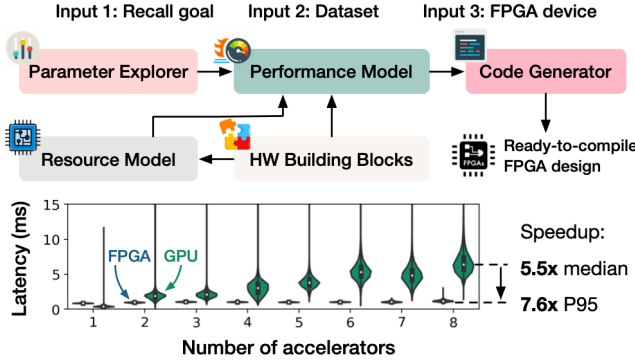 Input 1: Recall goal
Input 2: Dataset
Input 3: FPGA device
Parameter Explorer
Performance Model
Code Generator
Resource Model
HW Building Blocks
FPGAs
Ready-to-compile
FPGA design
Latency (ms)
15
10
5
0
FPGA
GPU
1
2
3
4
5
6
7
8
Number of accelerators
Speedup:
5.5x median
7.6x P95